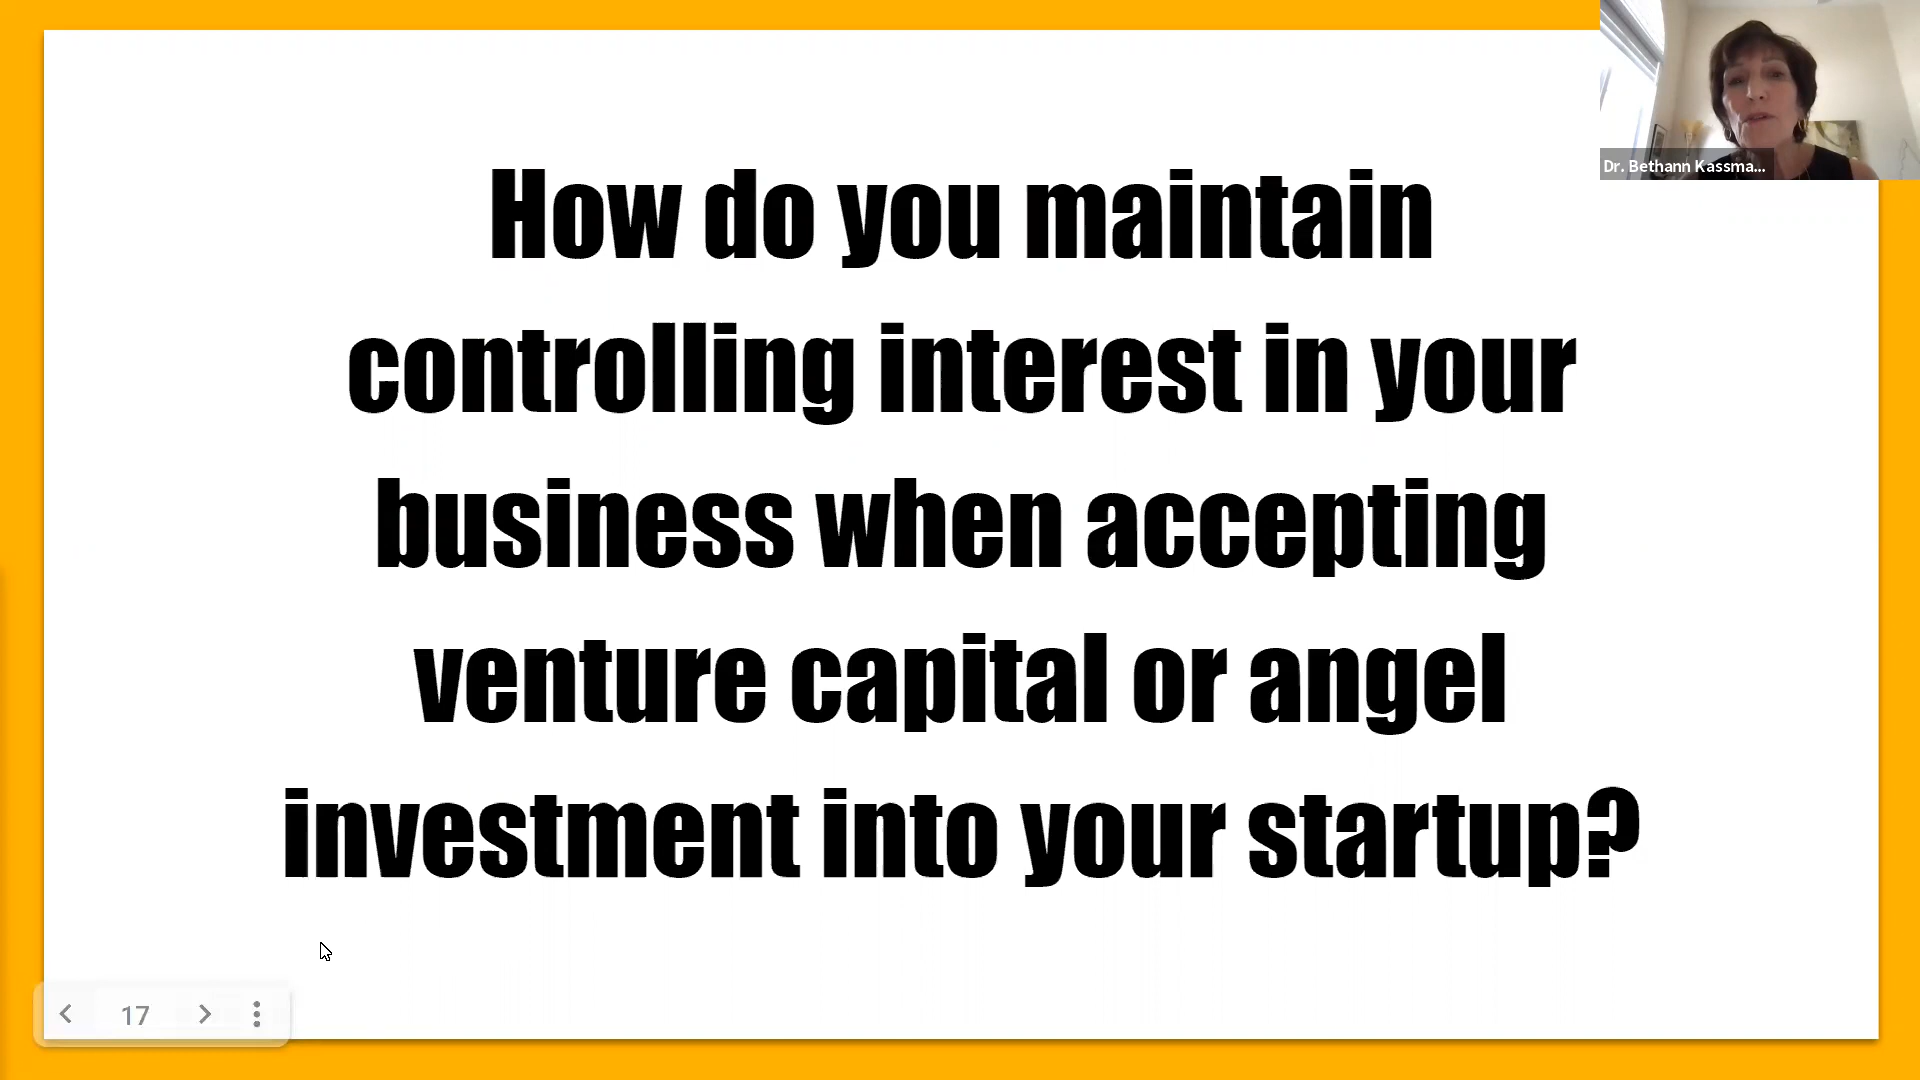 Dr. Bethann Kassma...
How do you maintain
controlling interest in your
business when accepting
venture capital or angel
investment into your startup?
17